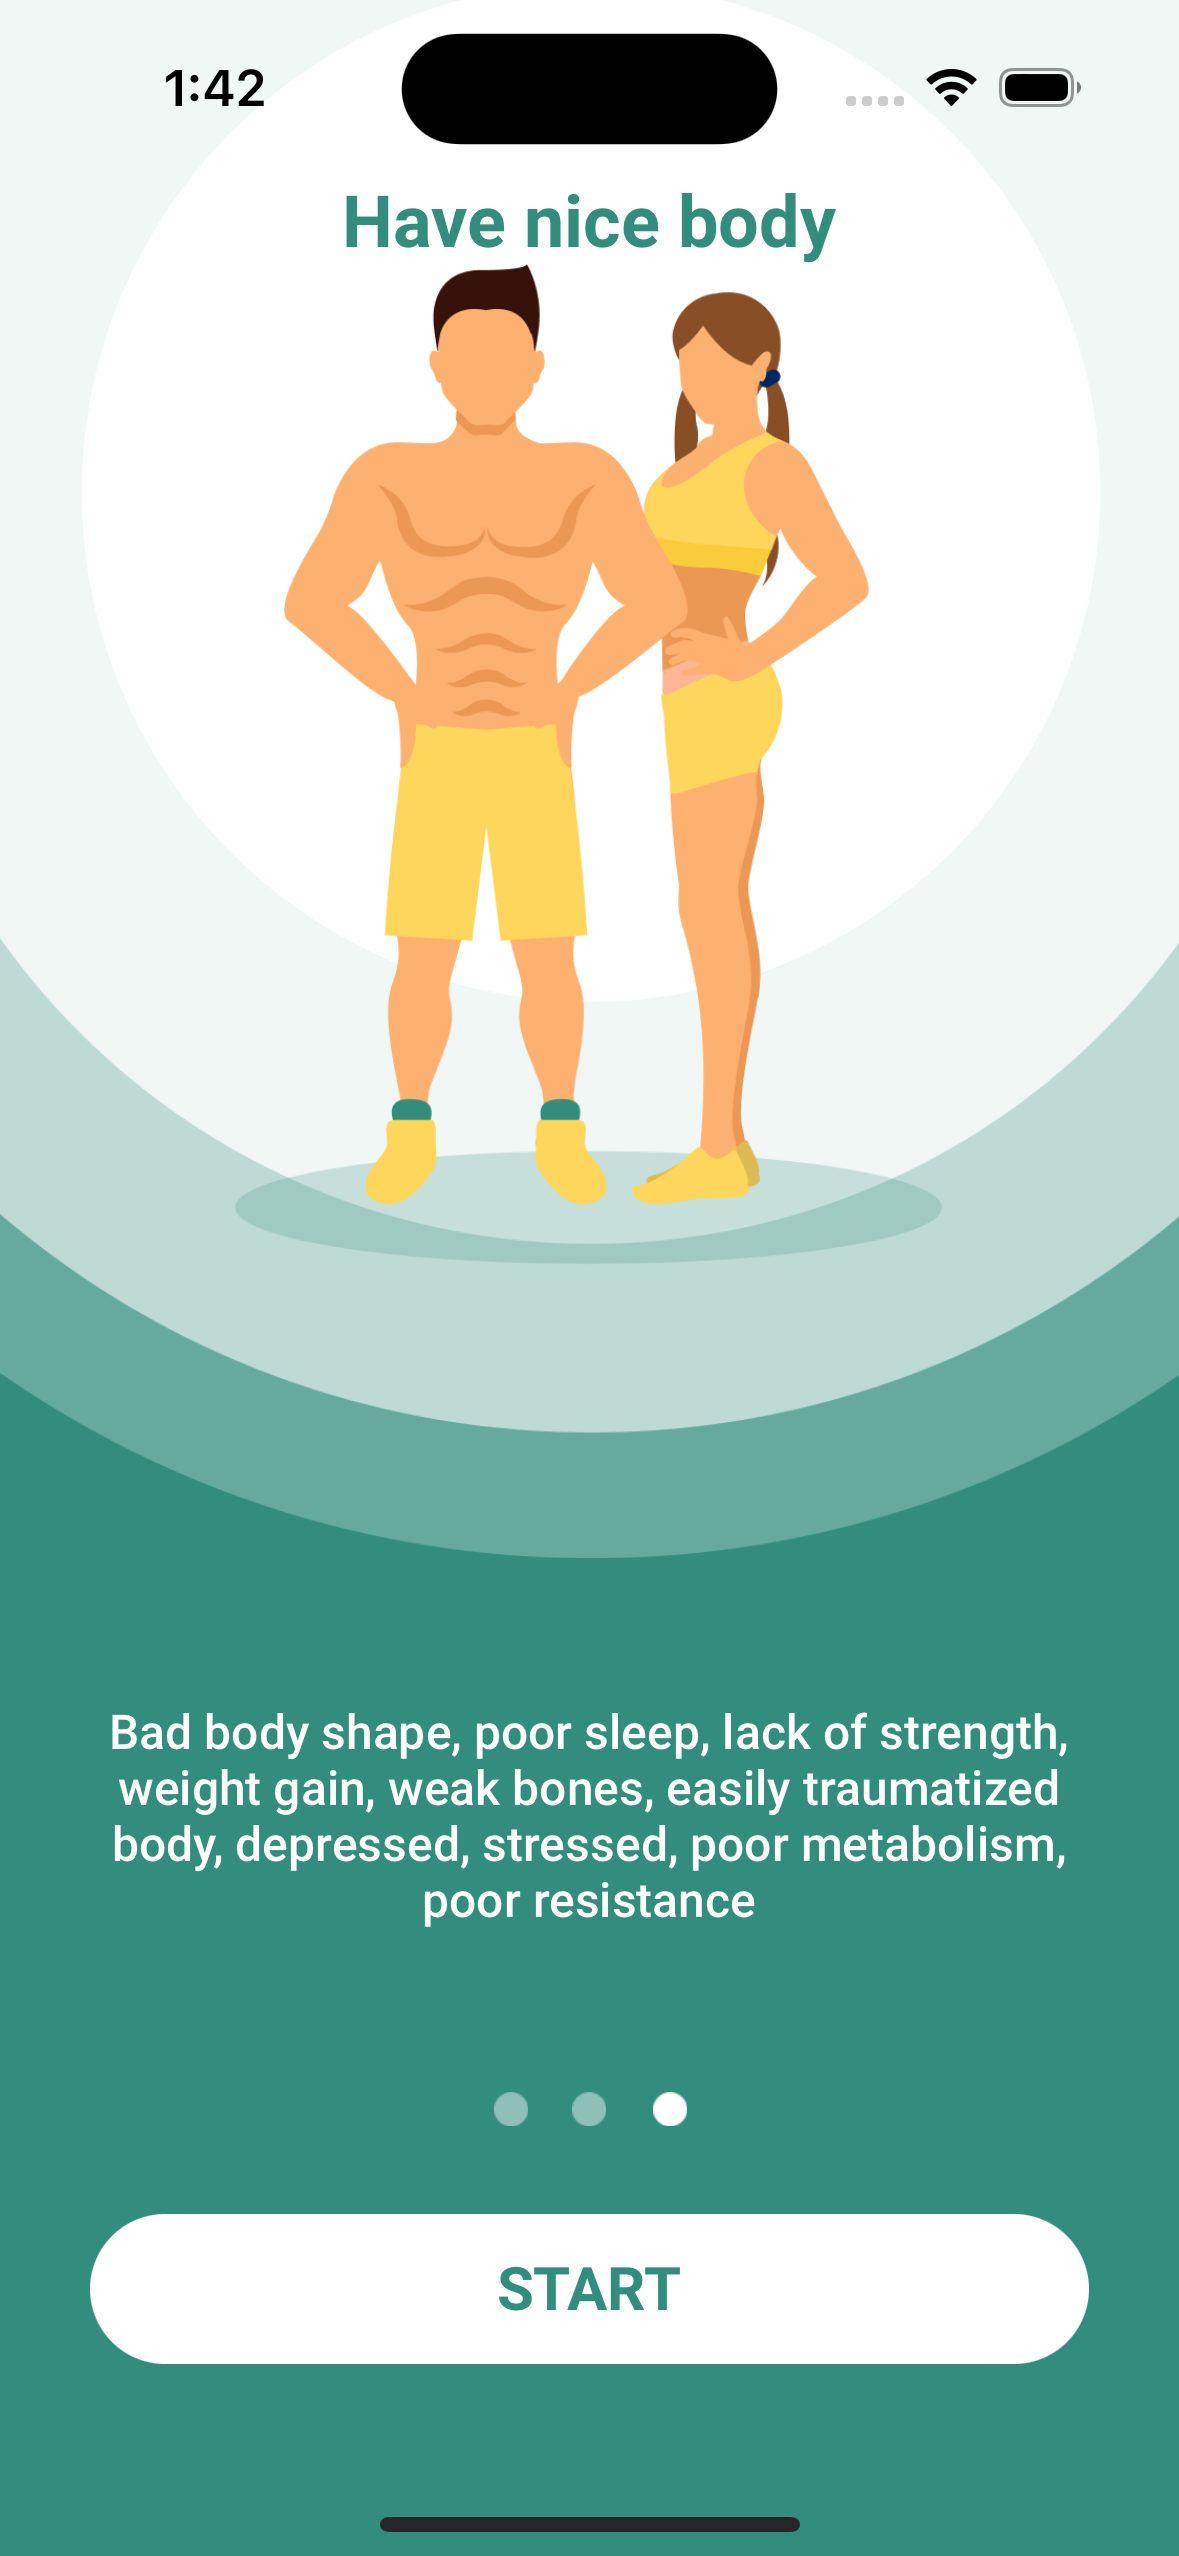 1:42
Have nice body
Bad body shape, poor sleep, lack of strength,
weight gain, weak bones, easily traumatized
body, depressed, stressed, poor metabolism,
poor resistance
START